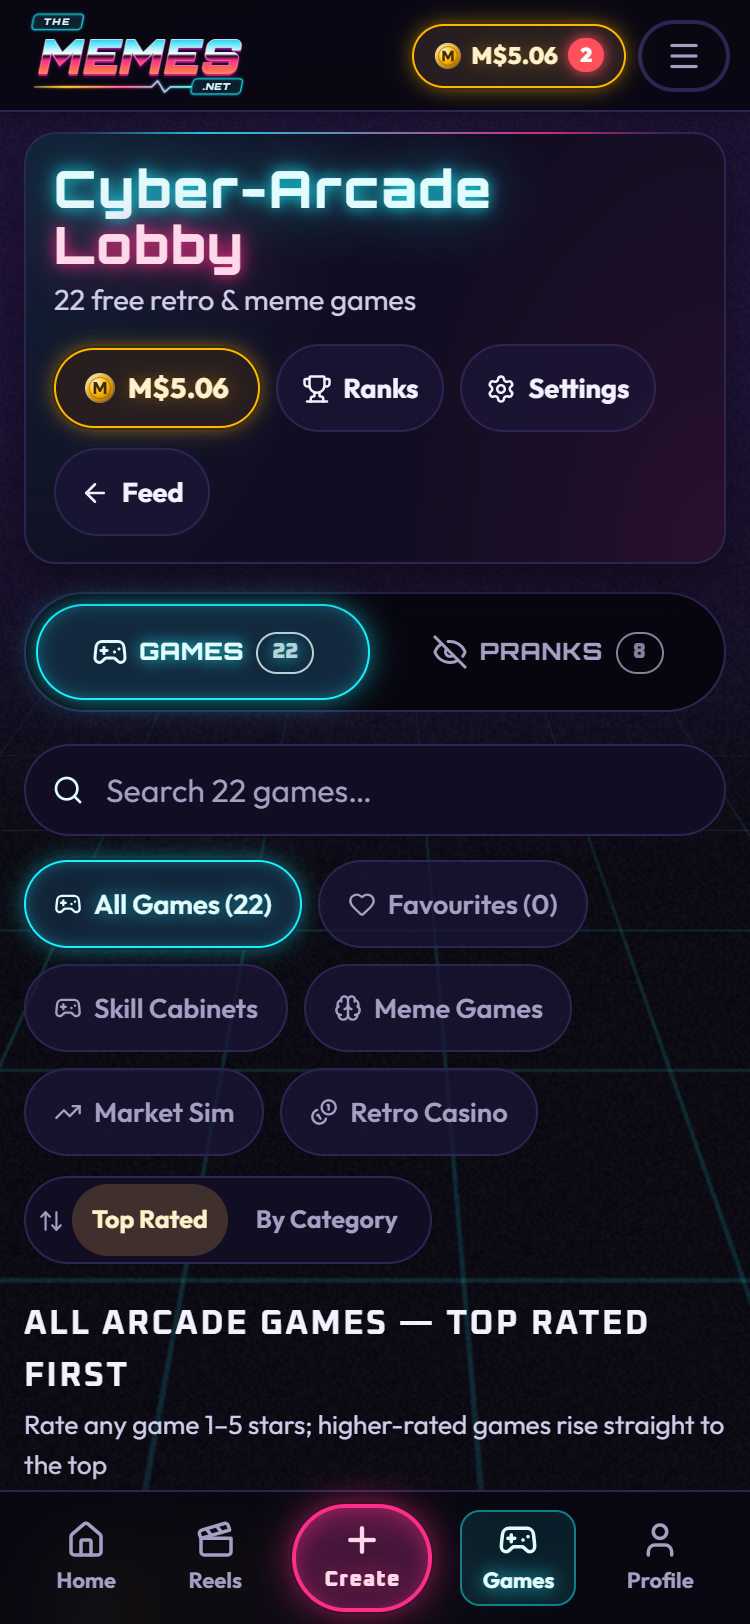 THE
MEMES
.NET
M$5.06
2
Cyber-Arcade
Lobby
22 free retro & meme games
M M$5.06
Ranks
Settings
Feed
GAMES 22
PRANKS 8
Search 22 games...
All Games (22)
Favourites (0)
Skill Cabinets
Meme Games
Market Sim
Retro Casino
Top Rated
By Category
ALL ARCADE GAMES — TOP RATED
FIRST
Rate any game 1–5 stars; higher-rated games rise straight to
the top
Home
Reels
Create
Games
Profile